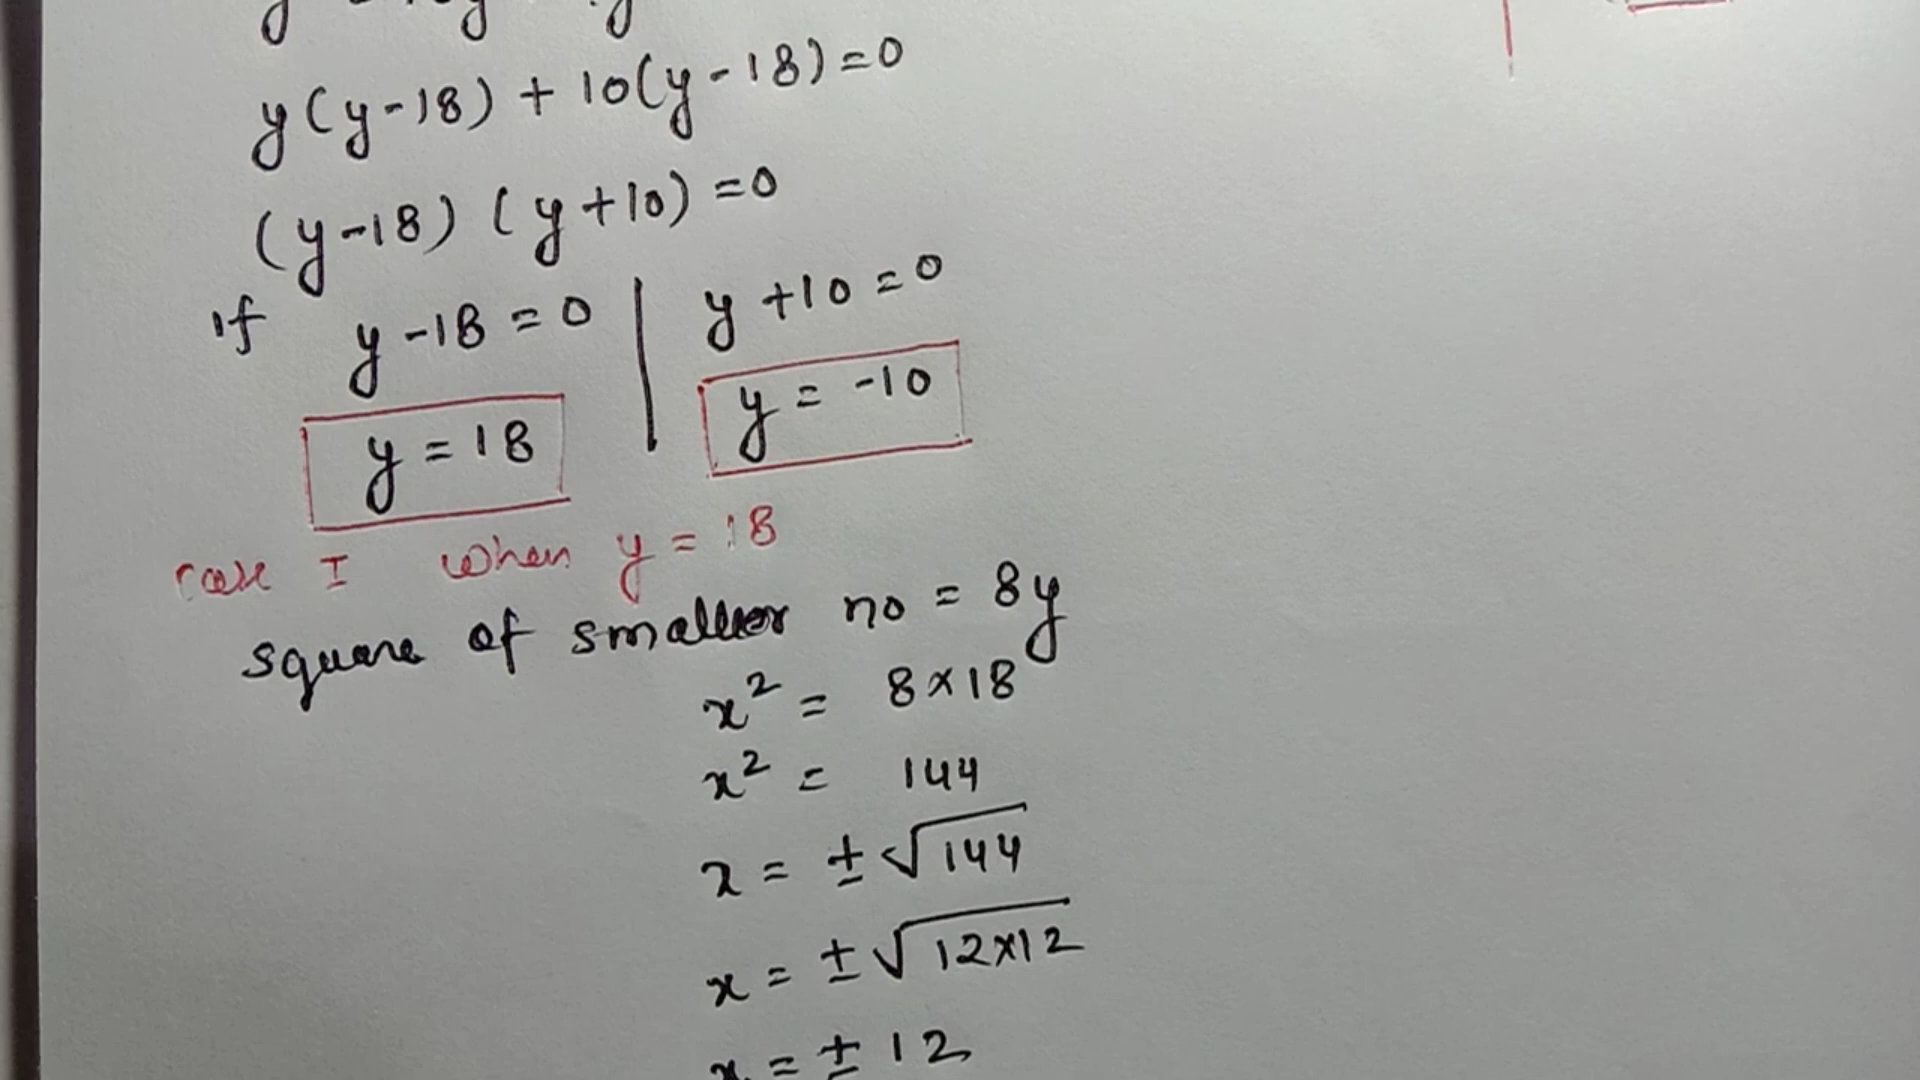 y(y-18) + 10(y-18)=0
(y-18) (y+10) =0
if y-18=0 | y+10=0
y=18 y=-10
case I when y=18
square of smaller no = 8y
x² = 8×18
x² = 144
x = ±√144
x = ±√12×12
x = ±12